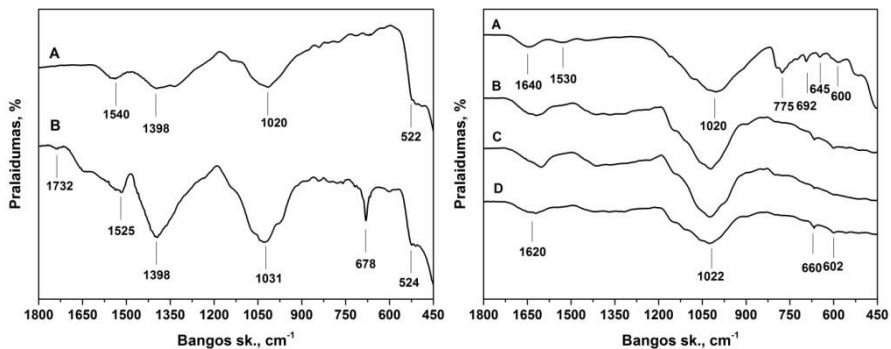 Pralaidumas, %
A
1540
1398
1020
522
B
1732
1525
1398
1031
678
524
1800 1650 1500 1350 1200 1050 900 750 600 450
Bangos sk., cm⁻¹
Pralaidumas, %
A
1640
1530
1020
775
692
645
600
B
C
D
1620
1022
660
602
1800 1650 1500 1350 1200 1050 900 750 600 450
Bangos sk., cm⁻¹